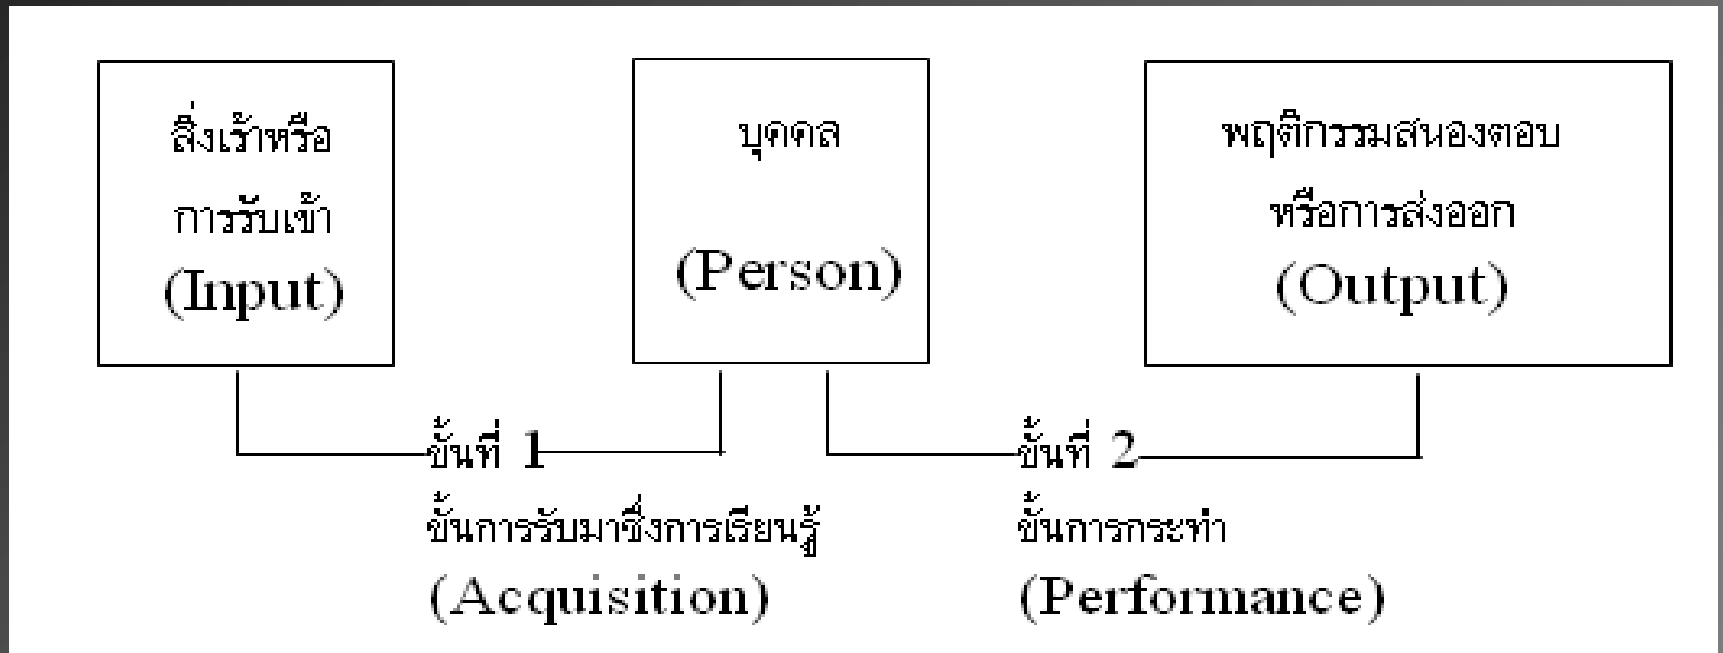 สิ่งเร้าหรือ
การรับเข้า
(Input)
บุคคล
(Person)
พฤติกรรมสนองตอบ
หรือการส่งออก
(Output)
ขั้นที่ 1
ขั้นการรับมาซึ่งการเรียนรู้
(Acquisition)
ขั้นที่ 2
ขั้นการกระทำ
(Performance)